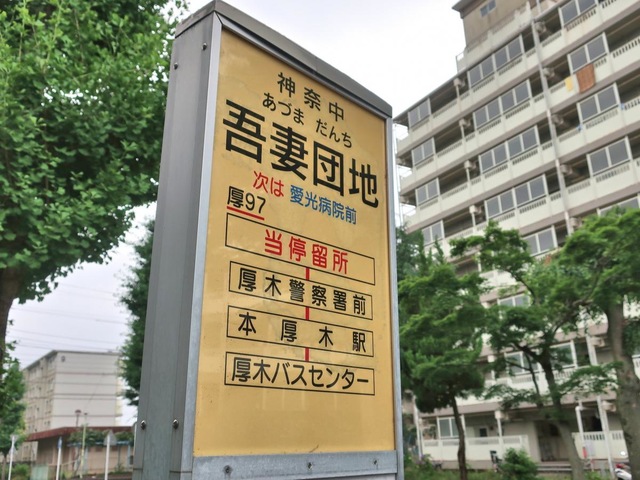 神奈中
あづま だんち
吾妻団地
次は 愛光病院前
厚97
当停留所
厚木警察署前
本厚木駅
厚木バスセンター